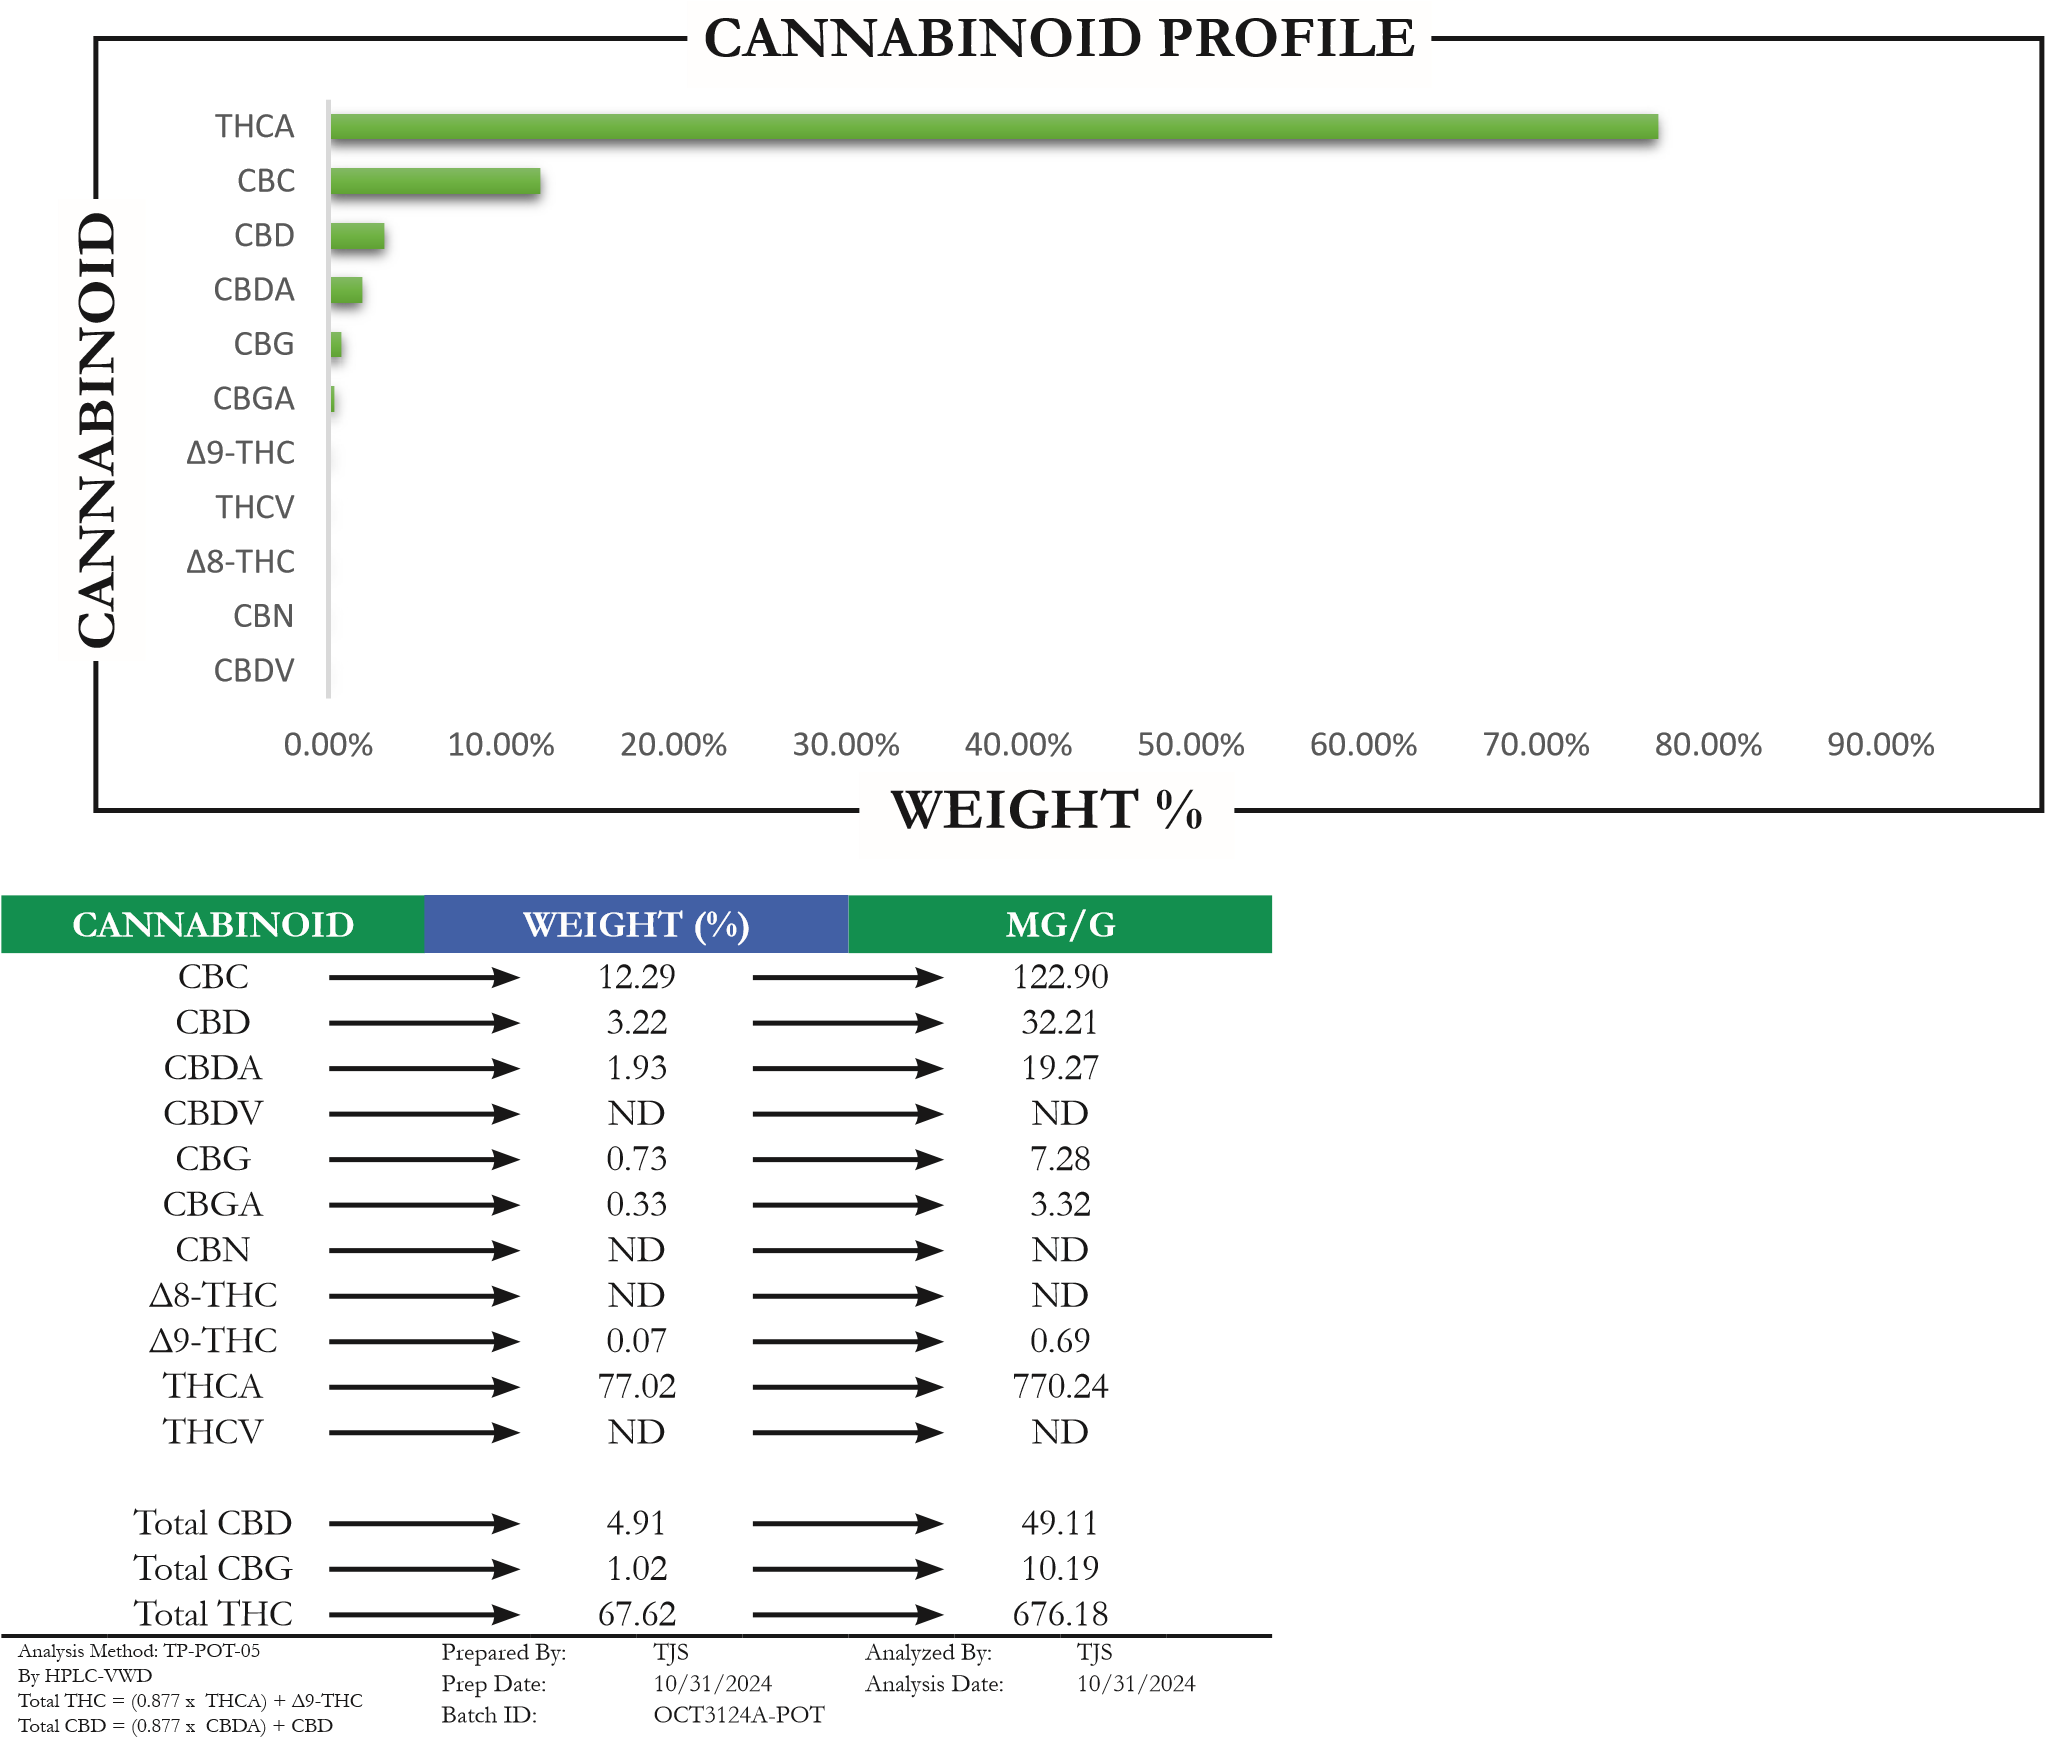 CANNABINOID PROFILE
CANNABINOID
THCA
CBC
CBD
CBDA
CBG
CBGA
Δ9-THC
THCV
Δ8-THC
CBN
CBDV
0.00% 10.00% 20.00% 30.00% 40.00% 50.00% 60.00% 70.00% 80.00% 90.00%
WEIGHT %
CANNABINOID WEIGHT (%) MG/G
CBC 12.29 122.90
CBD 3.22 32.21
CBDA 1.93 19.27
CBDV ND ND
CBG 0.73 7.28
CBGA 0.33 3.32
CBN ND ND
Δ8-THC ND ND
Δ9-THC 0.07 0.69
THCA 77.02 770.24
THCV ND ND
Total CBD 4.91 49.11
Total CBG 1.02 10.19
Total THC 67.62 676.18
Analysis Method: TP-POT-05
By HPLC-VWD
Total THC = (0.877 x THCA) + Δ9-THC
Total CBD = (0.877 x CBDA) + CBD
Prepared By: TJS
Prep Date: 10/31/2024
Batch ID: OCT3124A-POT
Analyzed By: TJS
Analysis Date: 10/31/2024